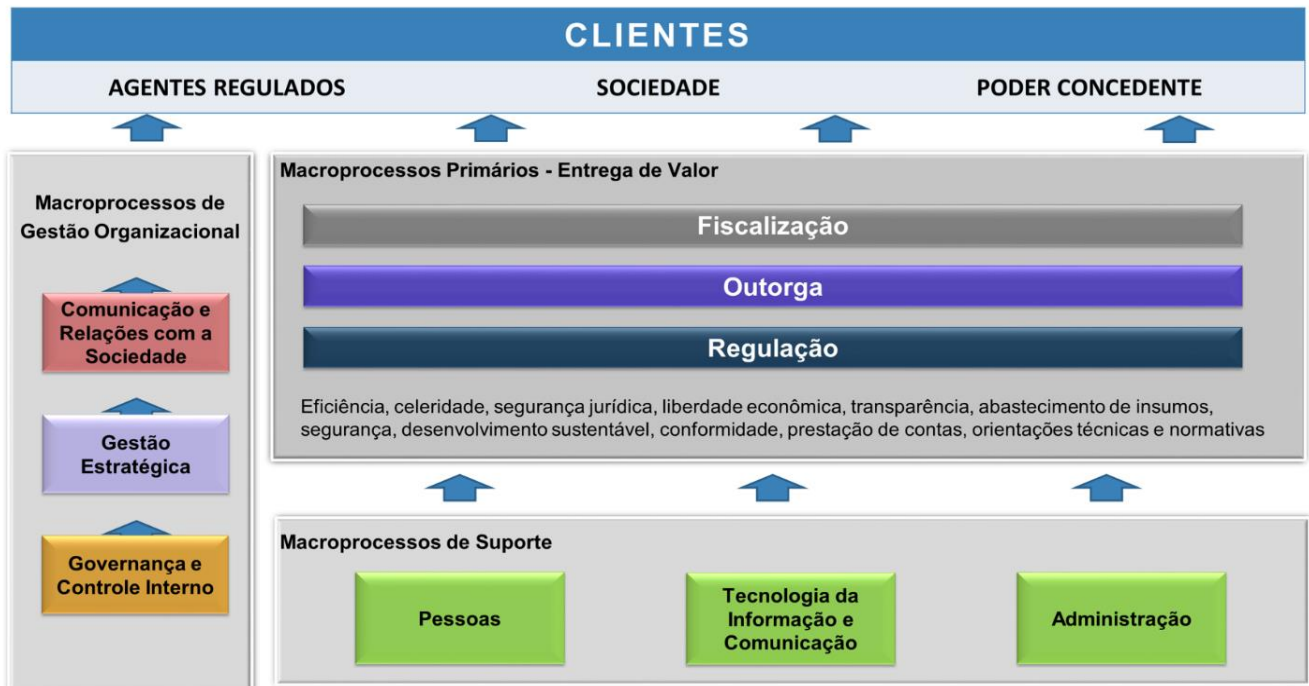 CLIENTES
AGENTES REGULADOS
SOCIEDADE
PODER CONCEDENTE
Macroprocessos de
Gestão Organizacional
Comunicação e
Relações com a
Sociedade
Gestão
Estratégica
Governança e
Controle Interno
Macroprocessos Primários - Entrega de Valor
Fiscalização
Outorga
Regulação
Eficiência, celeridade, segurança jurídica, liberdade econômica, transparência, abastecimento de insumos,
segurança, desenvolvimento sustentável, conformidade, prestação de contas, orientações técnicas e normativas
Macroprocessos de Suporte
Pessoas
Tecnologia da
Informação e
Comunicação
Administração